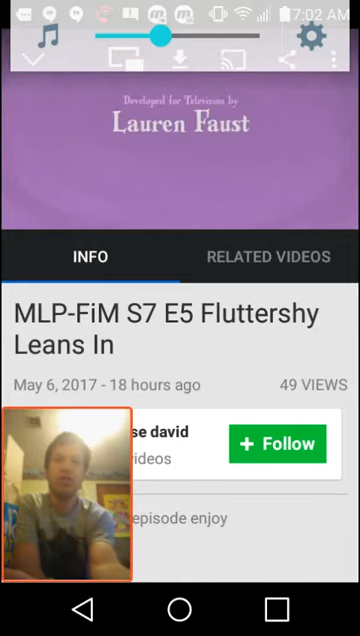 7:02 AM
Developed for Television by
Lauren Faust
INFO
RELATED VIDEOS
MLP-FiM S7 E5 Fluttershy
Leans In
May 6, 2017 - 18 hours ago
49 VIEWS
se david
videos
+ Follow
episode enjoy